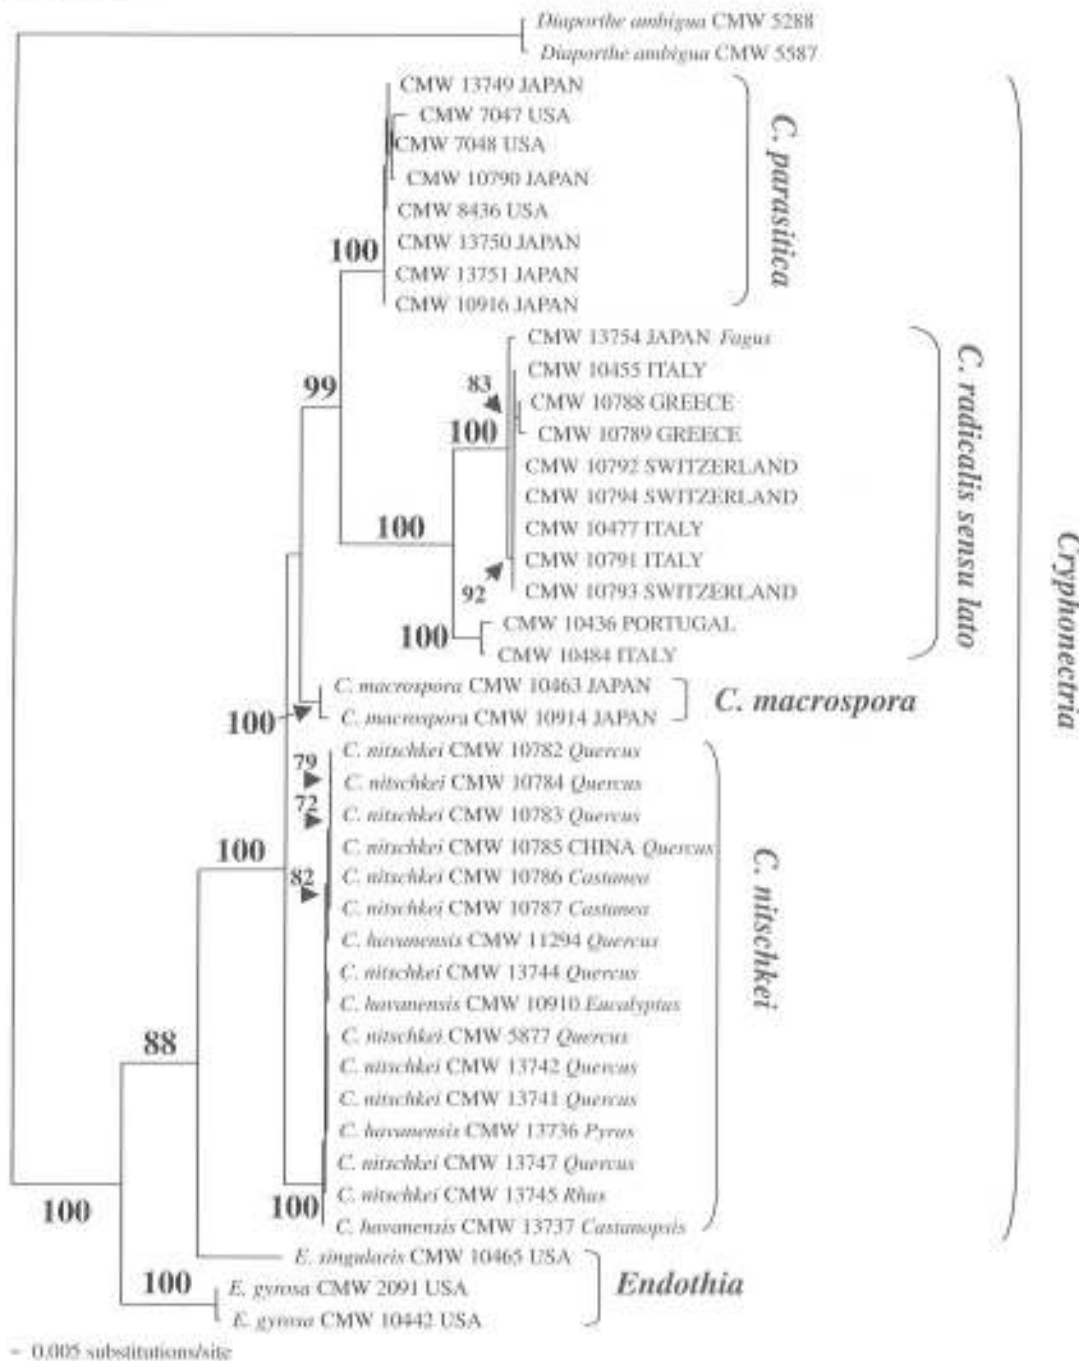 Diaporthe ambigua CMW 5288
Diaporthe ambigua CMW 5587
CMW 13749 JAPAN
CMW 7047 USA
CMW 7048 USA
CMW 10790 JAPAN
CMW 8436 USA
100
CMW 13750 JAPAN
CMW 13751 JAPAN
CMW 10916 JAPAN
C. parasitica
CMW 13754 JAPAN Fagus
CMW 10455 ITALY
99
83
CMW 10788 GREECE
100
CMW 10789 GREECE
CMW 10792 SWITZERLAND
CMW 10794 SWITZERLAND
100
CMW 10477 ITALY
CMW 10791 ITALY
92
CMW 10793 SWITZERLAND
CMW 10436 PORTUGAL
100
CMW 10484 ITALY
C. radicalis sensu lato
Cryphonectria
C. macrospora CMW 10463 JAPAN
C. macrospora CMW 10914 JAPAN
C. macrospora
100
C. nitschkei CMW 10782 Quercus
79
C. nitschkei CMW 10784 Quercus
72
C. nitschkei CMW 10783 Quercus
100
C. nitschkei CMW 10785 CHINA Quercus
82
C. nitschkei CMW 10786 Castanea
C. nitschkei CMW 10787 Castanea
C. havanensis CMW 11294 Quercus
C. nitschkei CMW 13744 Quercus
C. havanensis CMW 10910 Eucalyptus
88
C. nitschkei CMW 5877 Quercus
C. nitschkei CMW 13742 Quercus
C. nitschkei CMW 13741 Quercus
C. havanensis CMW 13736 Pyrus
C. nitschkei CMW 13747 Quercus
C. nitschkei CMW 13745 Rhus
100
100
C. havanensis CMW 13737 Castanopsis
C. nitschkei
E. singularis CMW 10465 USA
100
E. gyrosa CMW 2091 USA
E. gyrosa CMW 10442 USA
Endothia
0.005 substitutions/site